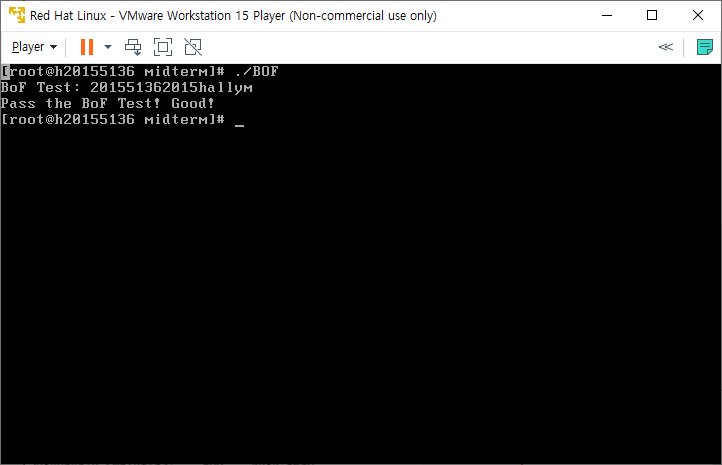 Red Hat Linux - VMware Workstation 15 Player (Non-commercial use only)
Player
[root@h20155136 midterm]# ./BOF
BoF Test: 201551362015hallym
Pass the BoF Test! Good!
[root@h20155136 midterm]# _